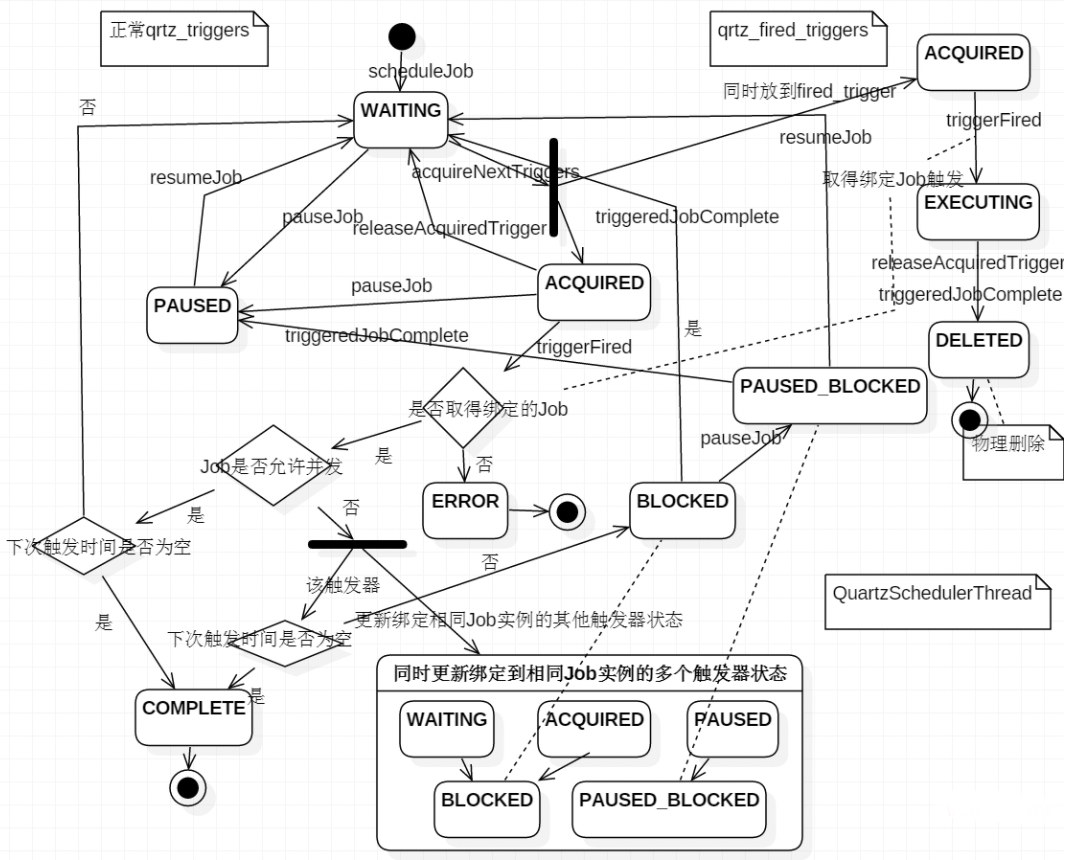 正常qrtz_triggers
qrtz_fired_triggers
ACQUIRED
scheduleJob
同时放到fired_trigger
否
WAITING
triggerFired
resumeJob
acquireNextTriggers
resumeJob
取得绑定Job触发
EXECUTING
pauseJob
releaseAcquiredTrigger
triggeredJobComplete
releaseAcquiredTrigger
ACQUIRED
pauseJob
triggeredJobComplete
PAUSED
triggeredJobComplete
是
triggerFired
DELETED
PAUSED_BLOCKED
是否取得绑定的Job
pauseJob
物理删除
Job是否允许并发
是
否
ERROR
BLOCKED
是
否
下次触发时间是否为空
否
该触发器
QuartzSchedulerThread
是
更新绑定相同Job实例的其他触发器状态
下次触发时间是否为空
同时更新绑定到相同Job实例的多个触发器状态
是
COMPLETE
WAITING
ACQUIRED
PAUSED
BLOCKED
PAUSED_BLOCKED